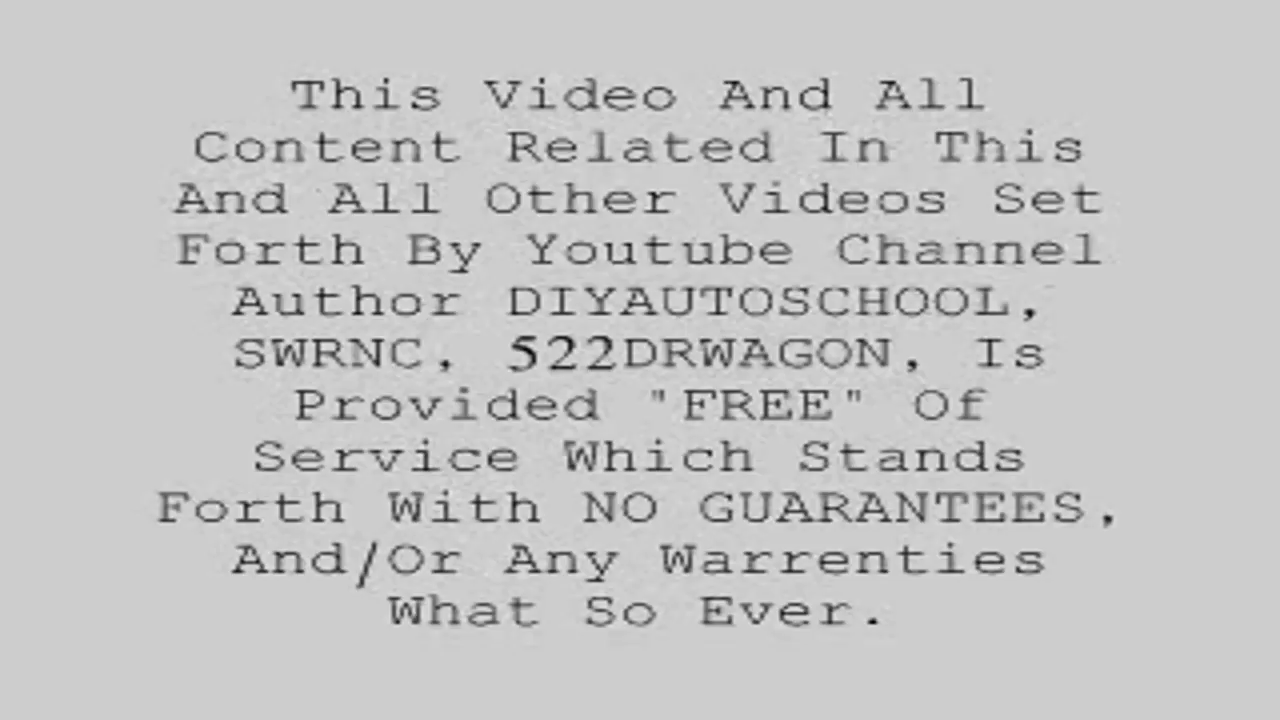 This Video And All
Content Related In This
And All Other Videos Set
Forth By Youtube Channel
Author DIYAUTOSCHOOL,
SWRNC, 522DRWAGON, Is
Provided "FREE" Of
Service Which Stands
Forth With NO GUARANTEES,
And/Or Any Warrenties
What So Ever.